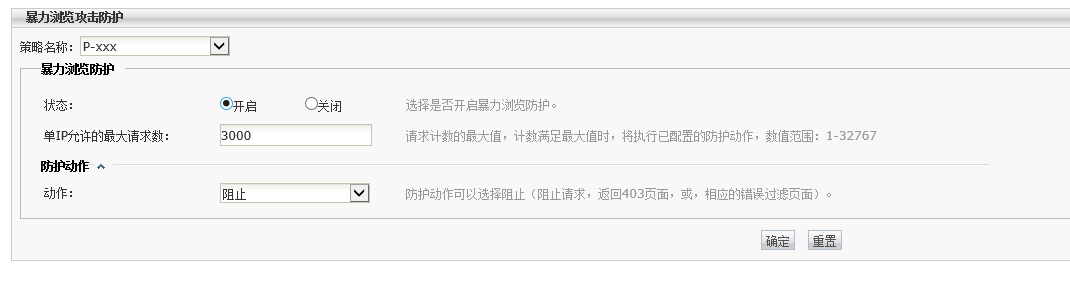 暴力浏览攻击防护
策略名称: P-xxx
暴力浏览防护
状态: 开启 关闭 选择是否开启暴力浏览防护。
单IP允许的最大请求数: 3000 请求计数的最大值，计数满足最大值时，将执行已配置的防护动作，数值范围：1-32767
防护动作
动作: 阻止 防护动作可以选择阻止（阻止请求，返回403页面，或，相应的错误过滤页面）。
确定 重置